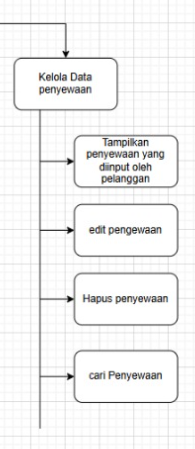 Kelola Data
penyewaan
Tampilkan
penyewaan yang
diinput oleh
pelanggan
edit pengewaan
Hapus penyewaan
cari Penyewaan